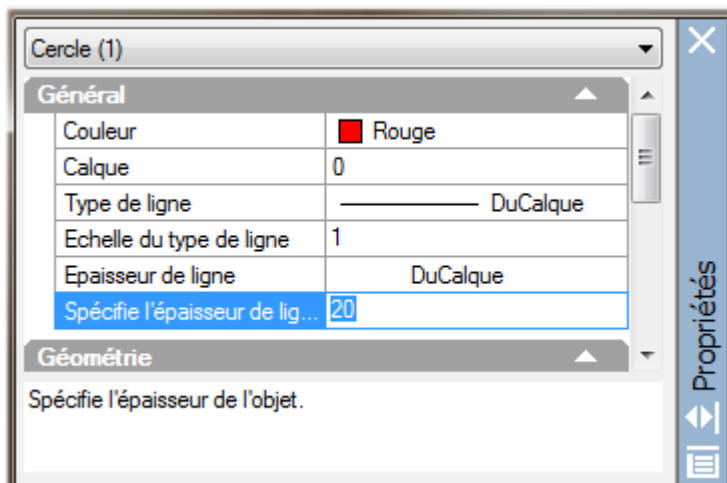 Cercle (1)
Général
Couleur Rouge
Calque 0
Type de ligne DuCalque
Echelle du type de ligne 1
Epaisseur de ligne DuCalque
Spécifie l'épaisseur de lig... 20
Géométrie
Spécifie l'épaisseur de l'objet.
Propriétés